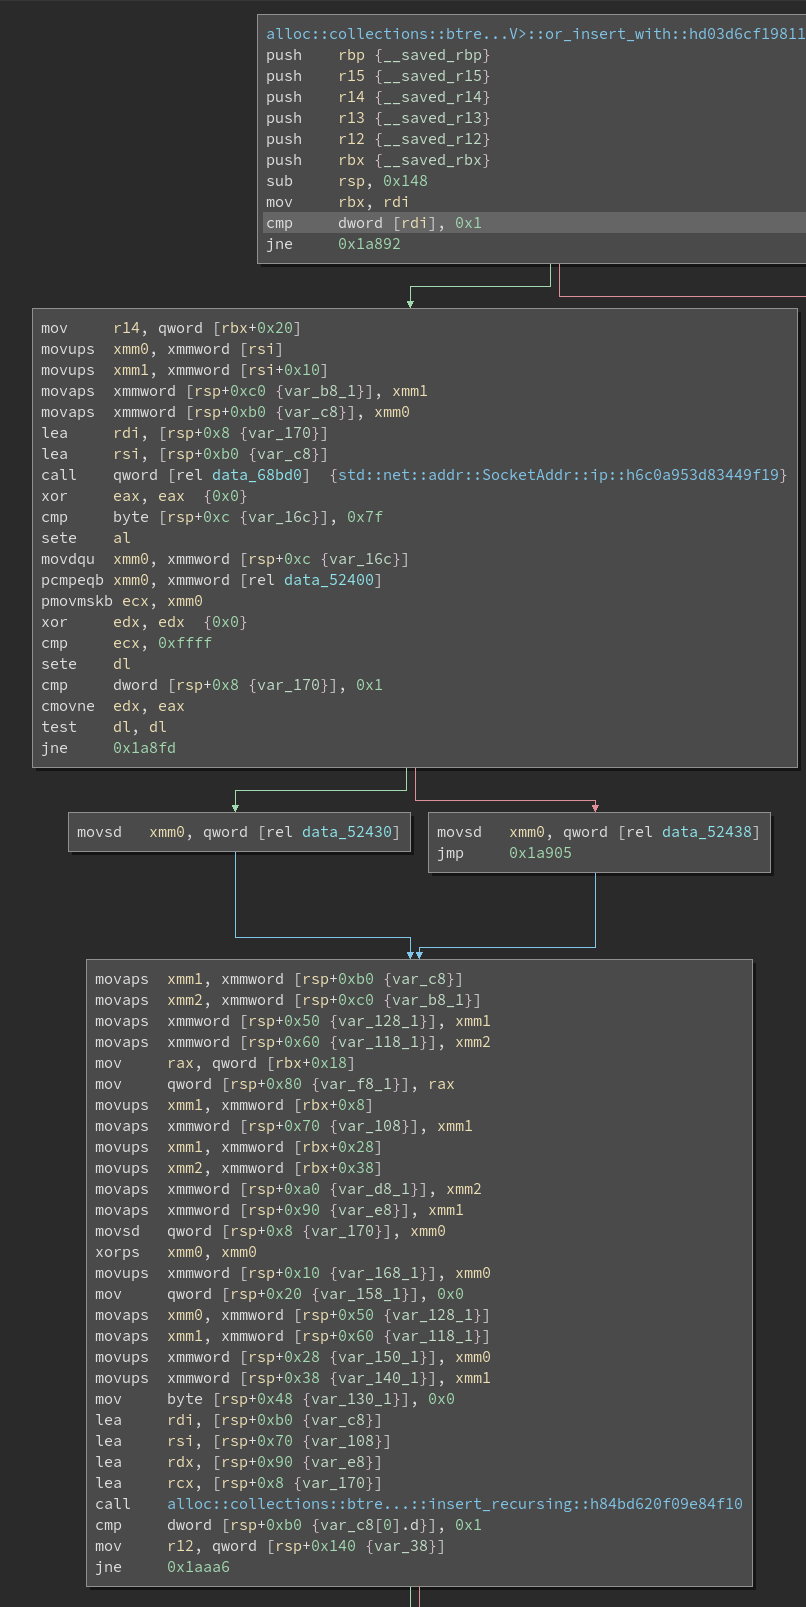 alloc::collections::btre...V>::or_insert_with::hd03d6cf19811
push rbp {__saved_rbp}
push r15 {__saved_r15}
push r14 {__saved_r14}
push r13 {__saved_r13}
push r12 {__saved_r12}
push rbx {__saved_rbx}
sub rsp, 0x148
mov rbx, rdi
cmp dword [rdi], 0x1
jne 0x1a892
mov r14, qword [rbx+0x20]
movups xmm0, xmmword [rsi]
movups xmm1, xmmword [rsi+0x10]
movaps xmmword [rsp+0xc0 {var_b8_1}], xmm1
movaps xmmword [rsp+0xb0 {var_c8}], xmm0
lea rdi, [rsp+0x8 {var_170}]
lea rsi, [rsp+0xb0 {var_c8}]
call qword [rel data_68bd0] {std::net::addr::SocketAddr::ip::h6c0a953d83449f19}
xor eax, eax {0x0}
cmp byte [rsp+0xc {var_16c}], 0x7f
sete al
movdqu xmm0, xmmword [rsp+0xc {var_16c}]
pcmpeqb xmm0, xmmword [rel data_52400]
pmovmskb ecx, xmm0
xor edx, edx {0x0}
cmp ecx, 0xffff
sete dl
cmp dword [rsp+0x8 {var_170}], 0x1
cmovne edx, eax
test dl, dl
jne 0x1a8fd
movsd xmm0, qword [rel data_52430]
movsd xmm0, qword [rel data_52438]
jmp 0x1a905
movaps xmm1, xmmword [rsp+0xb0 {var_c8}]
movaps xmm2, xmmword [rsp+0xc0 {var_b8_1}]
movaps xmmword [rsp+0x50 {var_128_1}], xmm1
movaps xmmword [rsp+0x60 {var_118_1}], xmm2
mov rax, qword [rbx+0x18]
mov qword [rsp+0x80 {var_f8_1}], rax
movups xmm1, xmmword [rbx+0x8]
movaps xmmword [rsp+0x70 {var_108}], xmm1
movups xmm1, xmmword [rbx+0x28]
movups xmm2, xmmword [rbx+0x38]
movaps xmmword [rsp+0xa0 {var_d8_1}], xmm2
movaps xmmword [rsp+0x90 {var_e8}], xmm1
movsd qword [rsp+0x8 {var_170}], xmm0
xorps xmm0, xmm0
movups xmmword [rsp+0x10 {var_168_1}], xmm0
mov qword [rsp+0x20 {var_158_1}], 0x0
movaps xmm0, xmmword [rsp+0x50 {var_128_1}]
movaps xmm1, xmmword [rsp+0x60 {var_118_1}]
movups xmmword [rsp+0x28 {var_150_1}], xmm0
movups xmmword [rsp+0x38 {var_140_1}], xmm1
mov byte [rsp+0x48 {var_130_1}], 0x0
lea rdi, [rsp+0xb0 {var_c8}]
lea rsi, [rsp+0x70 {var_108}]
lea rdx, [rsp+0x90 {var_e8}]
lea rcx, [rsp+0x8 {var_170}]
call alloc::collections::btre...::insert_recursing::h84bd620f09e84f10
cmp dword [rsp+0xb0 {var_c8[0].d}], 0x1
mov r12, qword [rsp+0x140 {var_38}]
jne 0x1aaa6